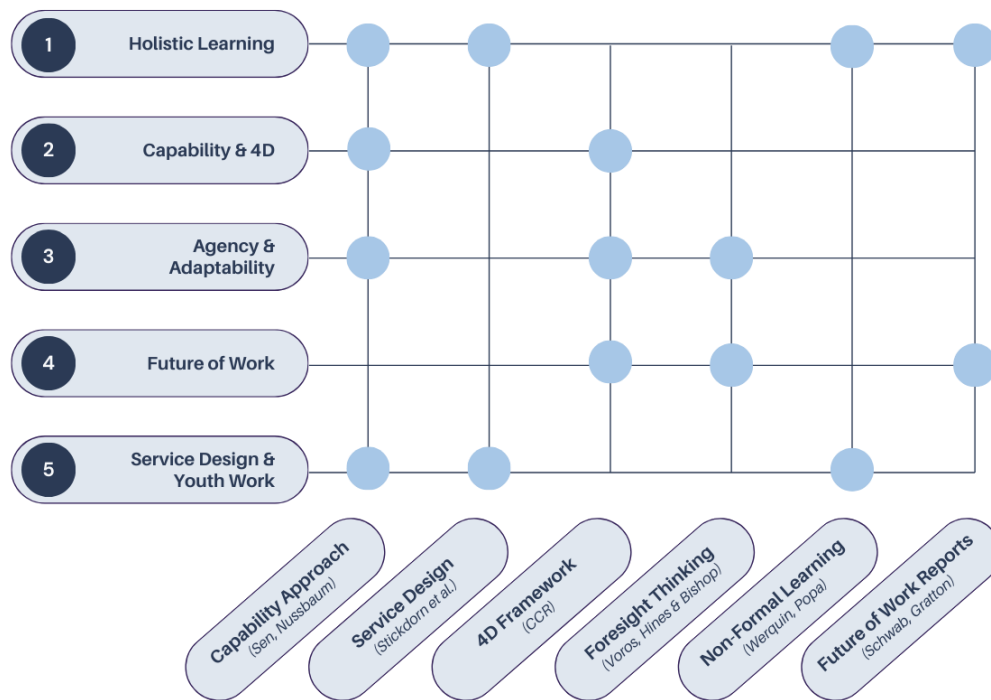 1
Holistic Learning
2
Capability & 4D
3
Agency &
Adaptability
4
Future of Work
5
Service Design &
Youth Work
Capability Approach
(Sen, Nussbaum)
Service Design
(Stickdorn et al.)
4D Framework
(CCR)
Foresight Thinking
(Voros, Hines & Bishop)
Non-Formal Learning
(Werquin, Popa)
Future of Work Reports
(Schwab, Gratton)